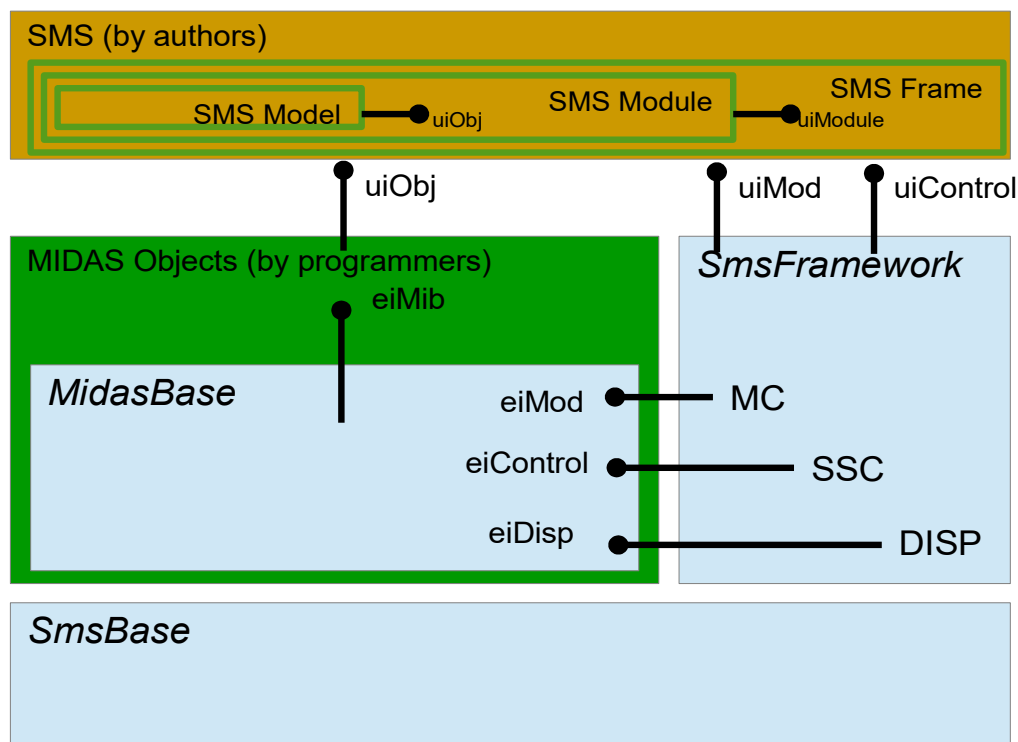 SMS (by authors)
SMS Frame
SMS Module
SMS Model
uiObj
uiModule
uiObj
uiMod
uiControl
MIDAS Objects (by programmers)
SmsFramework
eiMib
MidasBase
eiMod
MC
eiControl
SSC
eiDisp
DISP
SmsBase